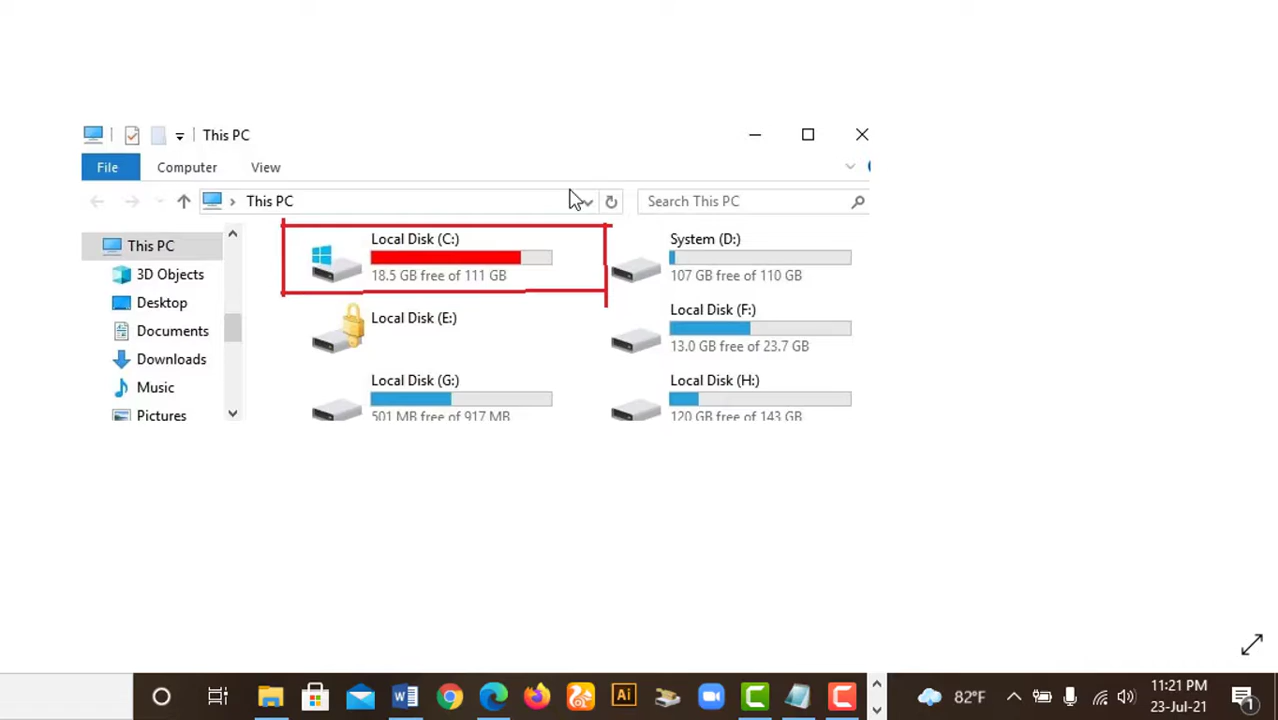 This PC
File Computer View
This PC Search This PC
This PC
3D Objects
Desktop
Documents
Downloads
Music
Pictures
Local Disk (C:)
18.5 GB free of 111 GB
System (D:)
107 GB free of 110 GB
Local Disk (E:)
Local Disk (F:)
13.0 GB free of 23.7 GB
Local Disk (G:)
501 MB free of 917 MB
Local Disk (H:)
120 GB free of 143 GB
Ai
82°F
11:21 PM
23-Jul-21
1